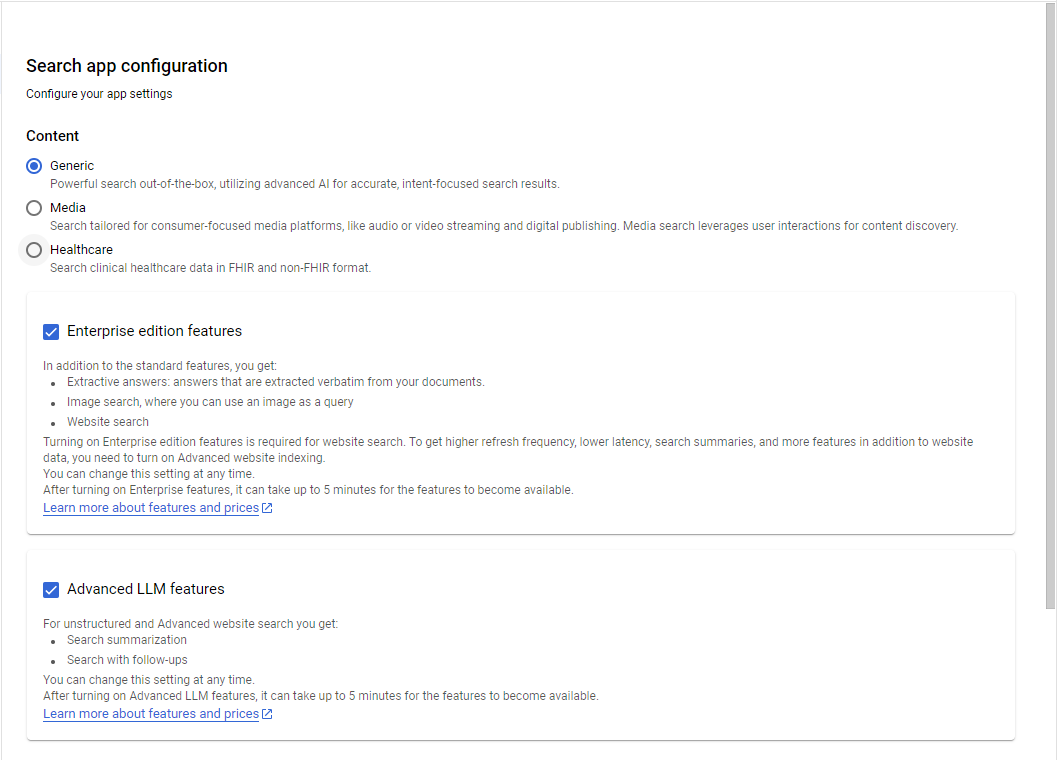 Search app configuration
Configure your app settings
Content
Generic
Powerful search out-of-the-box, utilizing advanced AI for accurate, intent-focused search results.
Media
Search tailored for consumer-focused media platforms, like audio or video streaming and digital publishing. Media search leverages user interactions for content discovery.
Healthcare
Search clinical healthcare data in FHIR and non-FHIR format.
Enterprise edition features
In addition to the standard features, you get:
Extractive answers: answers that are extracted verbatim from your documents.
Image search, where you can use an image as a query
Website search
Turning on Enterprise edition features is required for website search. To get higher refresh frequency, lower latency, search summaries, and more features in addition to website
data, you need to turn on Advanced website indexing.
You can change this setting at any time.
After turning on Enterprise features, it can take up to 5 minutes for the features to become available.
Learn more about features and prices
Advanced LLM features
For unstructured and Advanced website search you get:
Search summarization
Search with follow-ups
You can change this setting at any time.
After turning on Advanced LLM features, it can take up to 5 minutes for the features to become available.
Learn more about features and prices